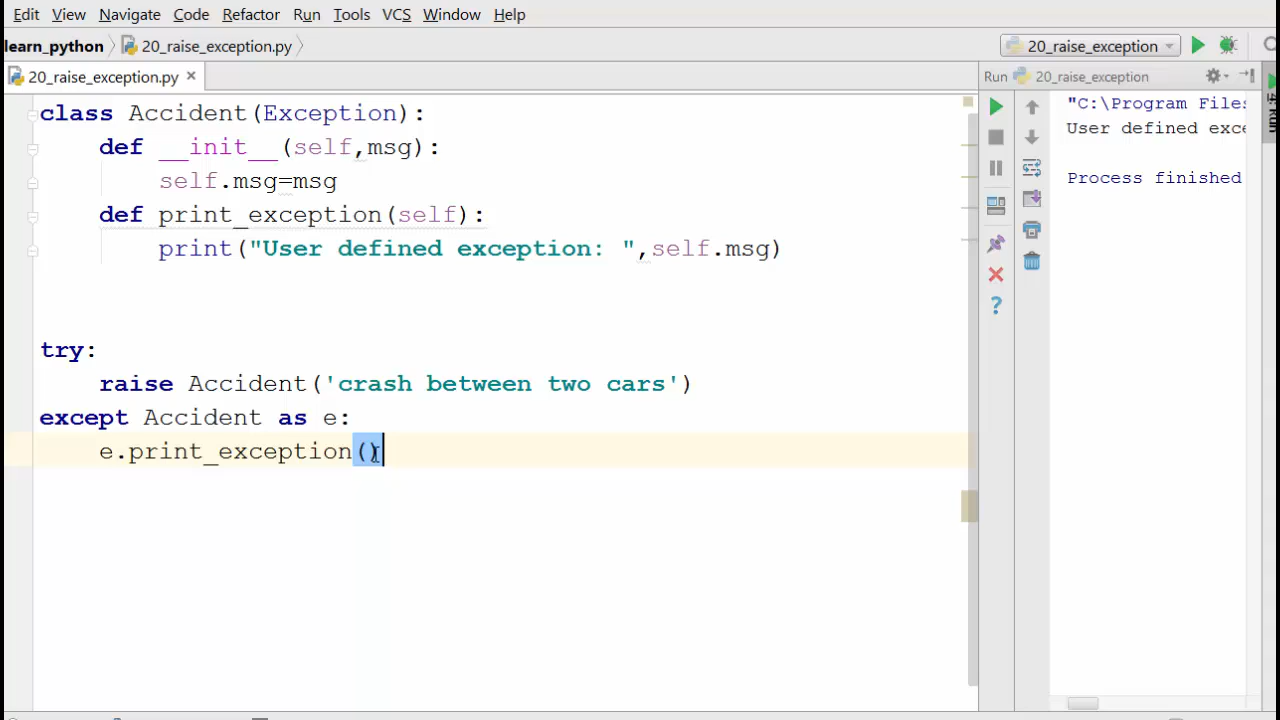 Edit View Navigate Code Refactor Run Tools VCS Window Help
learn_python 20_raise_exception.py 20_raise_exception
20_raise_exception.py Run 20_raise_exception
class Accident(Exception):
def __init__(self,msg):
self.msg=msg
def print_exception(self):
print("User defined exception: ",self.msg)
try:
raise Accident('crash between two cars')
except Accident as e:
e.print_exception()
"C:\Program Files
User defined exce
Process finished